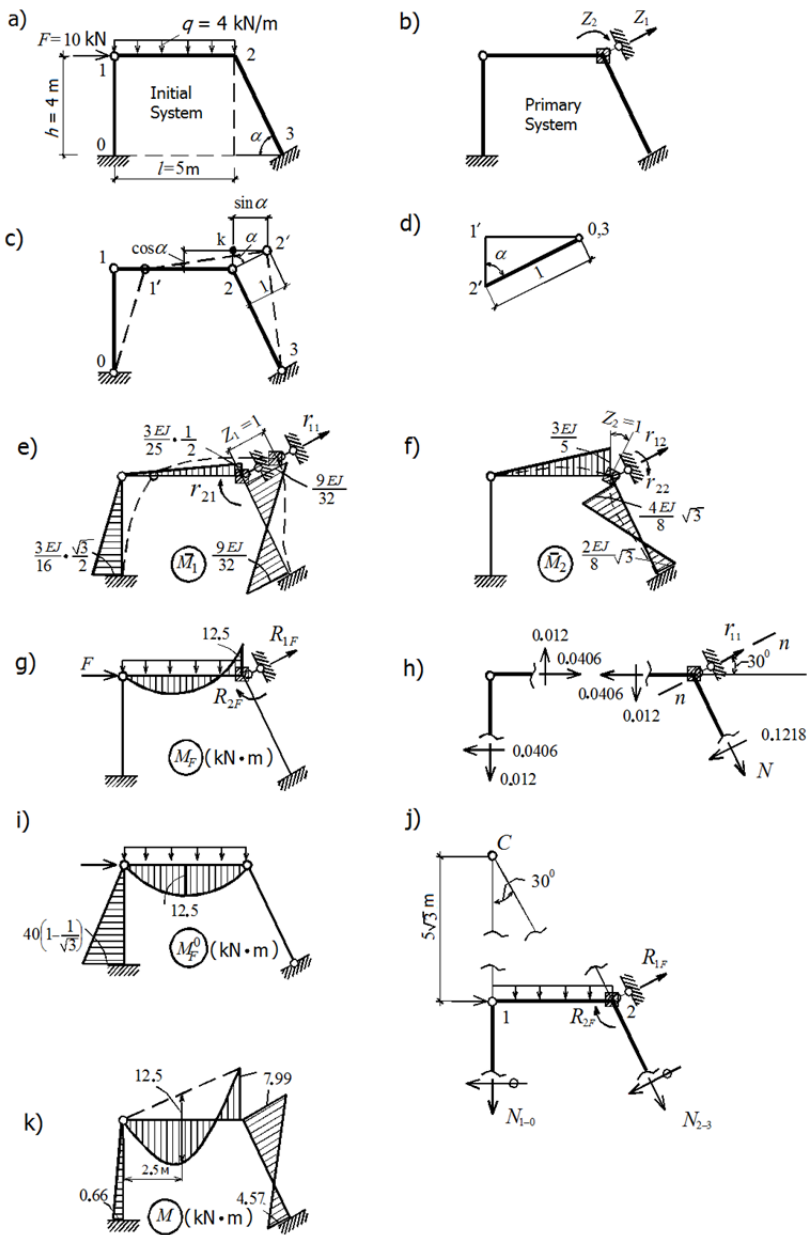 a)
F=10 kN
q = 4 kN/m
1
2
h = 4 m
Initial
System
α
0
3
l=5m
b)
Z₂
Z₁
Primary
System
c)
sinα
cosα
k
α
2′
1
1′
2
1
0
3
d)
1′
0,3
α
1
2′
e)
3EJ/25 · 1/2
Z₁=1
r₁₁
r₂₁
9EJ/32
3EJ/16 · √3/2
M̄₁
9EJ/32
f)
3EJ/5
Z₂=1
r₁₂
r₂₂
4EJ/8 √3
M̄₂
2EJ/8 √3
g)
12.5
R₁F
F
R₂F
M_F (kN•m)
h)
0.012
0.0406
0.0406
0.012
r₁₁
n
30⁰
n
0.0406
0.012
0.1218
N
i)
12.5
40(1−1/√3)
M_F⁰ (kN•m)
j)
C
30⁰
5√3 m
R₁F
1
R₂F
2
N₁₋₀
N₂₋₃
k)
12.5
7.99
2.5м
0.66
M (kN•m)
4.57